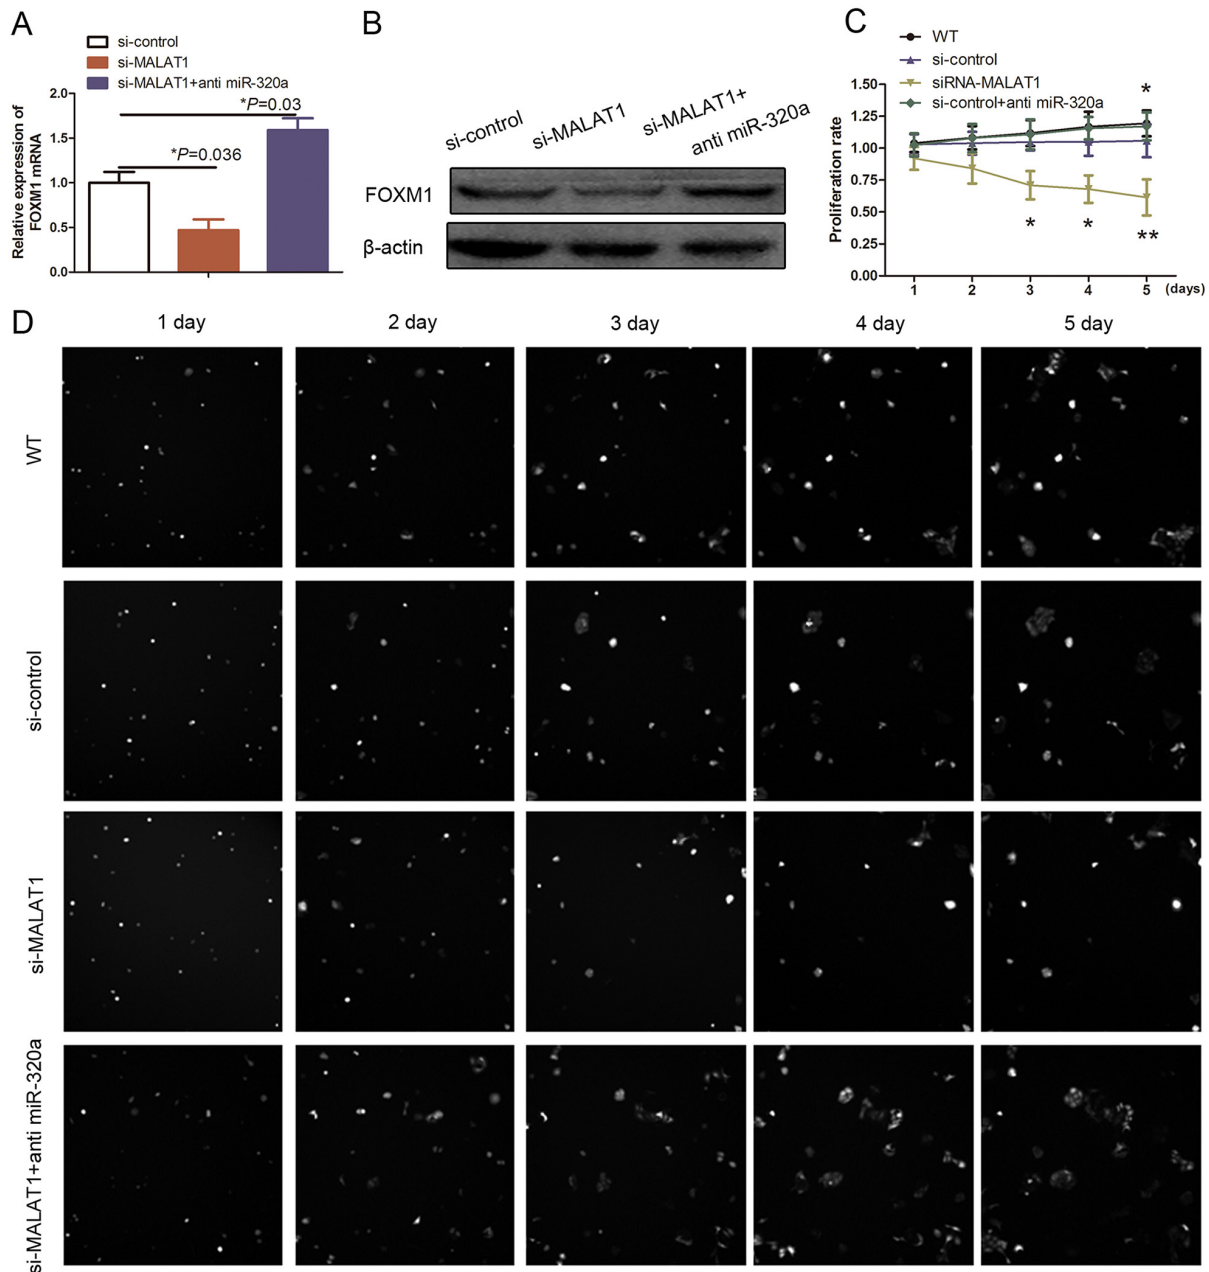 A
si-control
si-MALAT1
si-MALAT1+anti miR-320a
Relative expression of
FOXM1 mRNA
2.0
1.5
1.0
0.5
0.0
*P=0.03
*P=0.036
B
si-control
si-MALAT1
si-MALAT1+
anti miR-320a
FOXM1
β-actin
C
WT
si-control
siRNA-MALAT1
si-control+anti miR-320a
Proliferation rate
1.50
1.25
1.00
0.75
0.50
0.25
0.00
*
*
*
**
1 2 3 4 5 (days)
D
1 day 2 day 3 day 4 day 5 day
WT
si-control
si-MALAT1
si-MALAT1+anti miR-320a